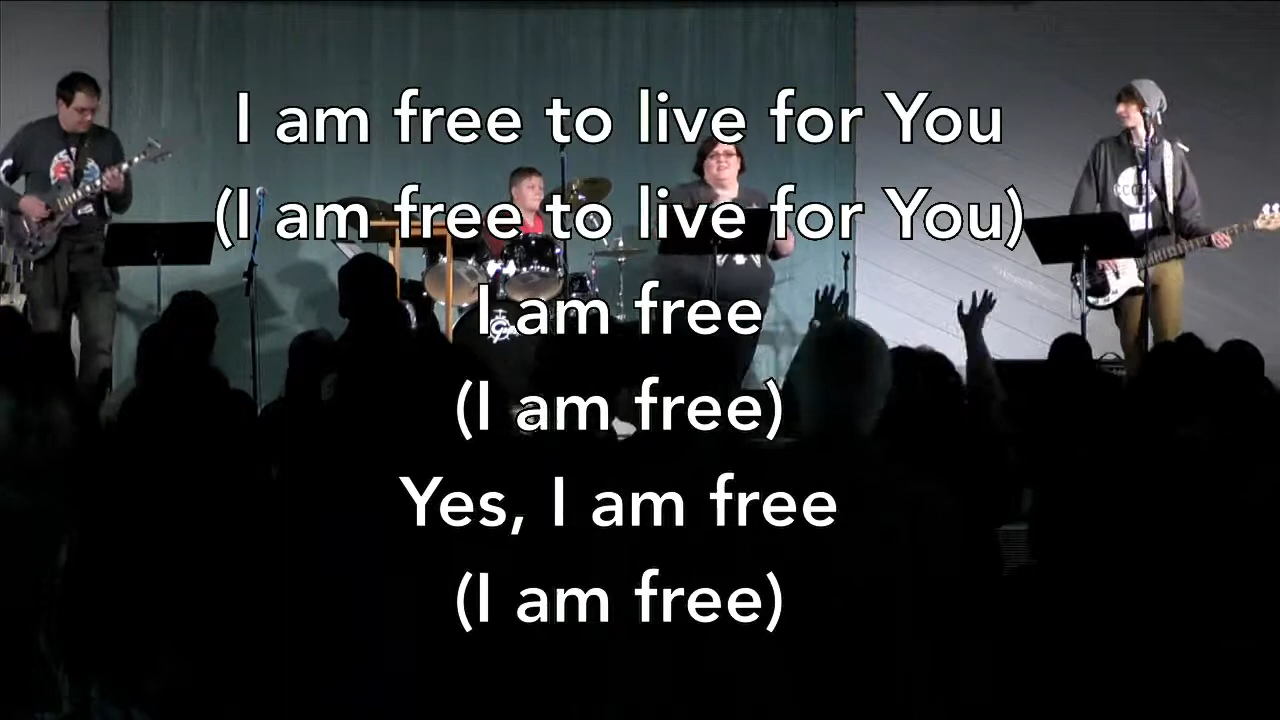 I am free to live for You
(I am free to live for You)
I am free
(I am free)
Yes, I am free
(I am free)